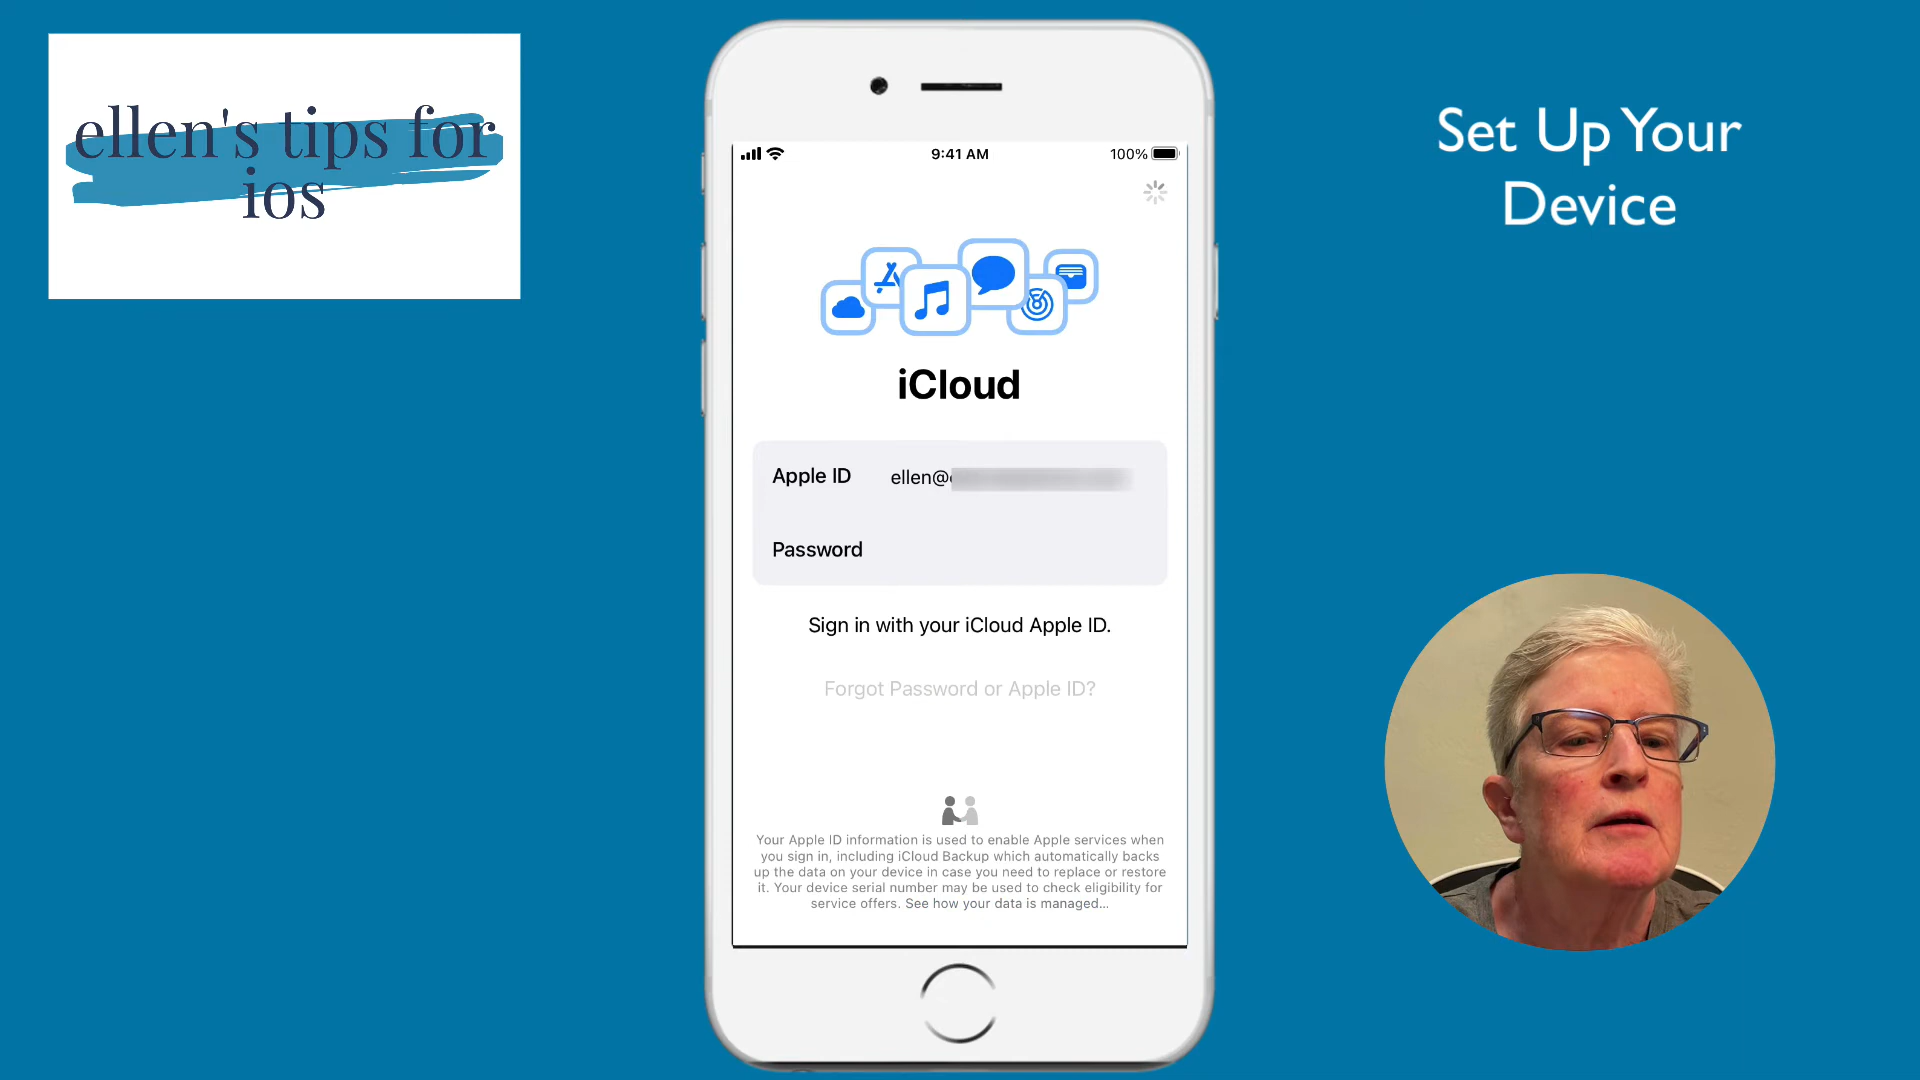 ellen's tips for
ios
Set Up Your
Device
9:41 AM
100%
iCloud
Apple ID ellen@
Password
Sign in with your iCloud Apple ID.
Forgot Password or Apple ID?
Your Apple ID information is used to enable Apple services when
you sign in, including iCloud Backup which automatically backs
up the data on your device in case you need to replace or restore
it. Your device serial number may be used to check eligibility for
service offers. See how your data is managed...